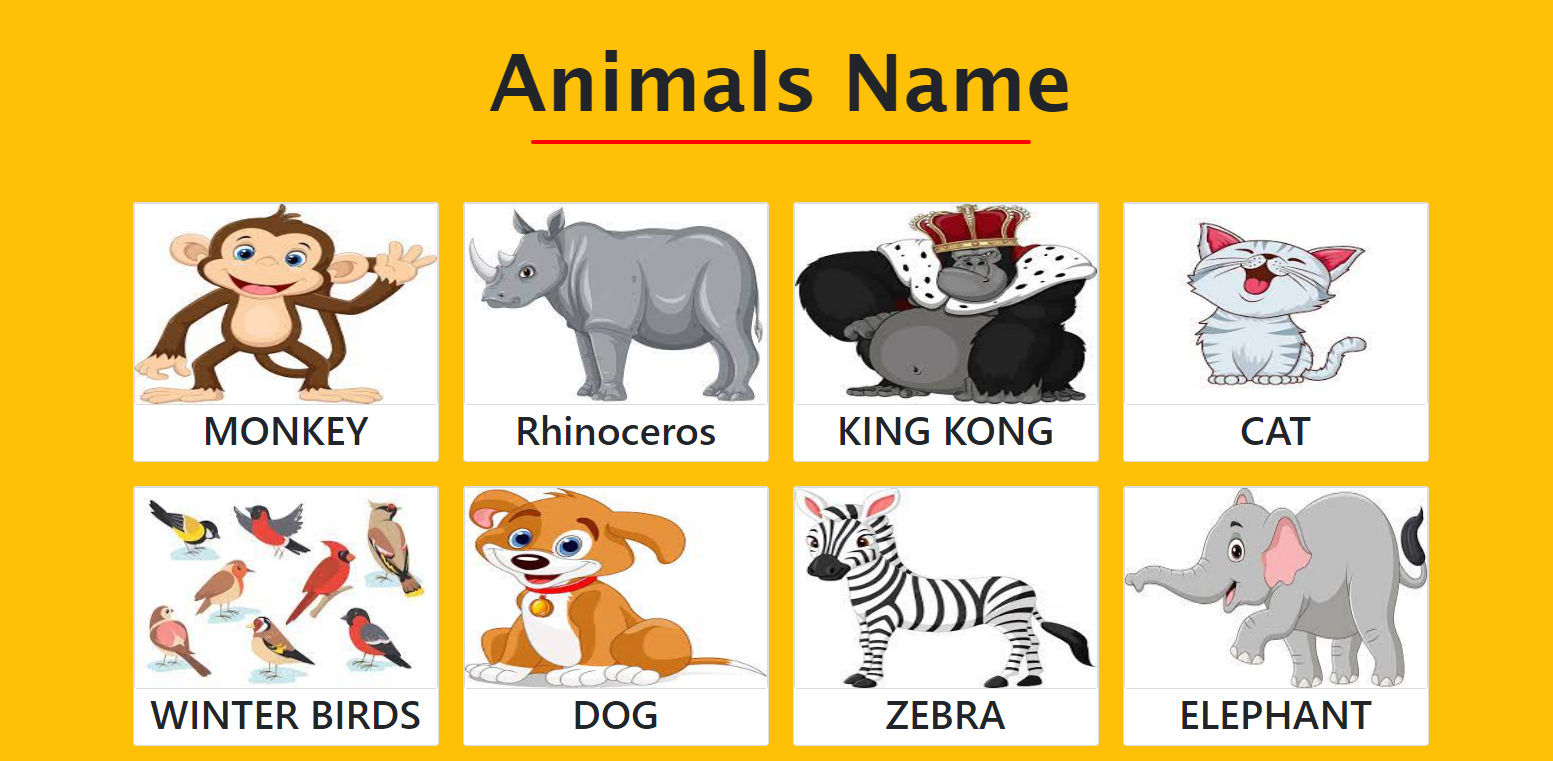 Animals Name
MONKEY
Rhinoceros
KING KONG
CAT
WINTER BIRDS
DOG
ZEBRA
ELEPHANT